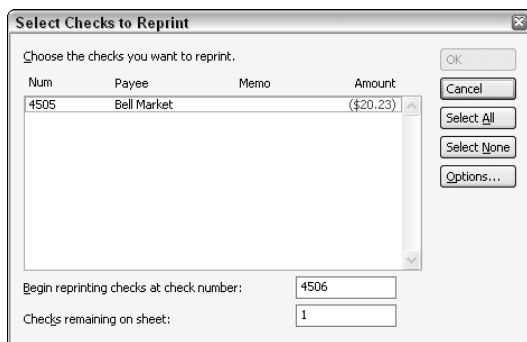 Select Checks to Reprint
Choose the checks you want to reprint.
Num Payee Memo Amount
4505 Bell Market ($20.23)
Begin reprinting checks at check number: 4506
Checks remaining on sheet: 1
OK
Cancel
Select All
Select None
Options...